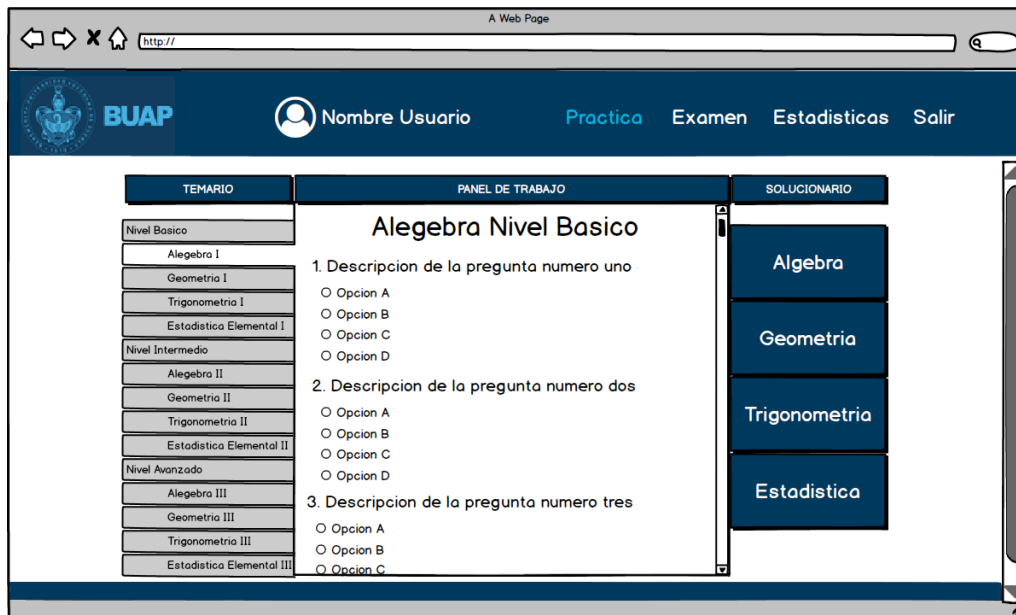 A Web Page
http://
BUAP
Nombre Usuario
Practica
Examen
Estadisticas
Salir
TEMARIO
Nivel Basico
Alegebra I
Geometria I
Trigonometria I
Estadistica Elemental I
Nivel Intermedio
Alegebra II
Geometria II
Trigonometria II
Estadistica Elemental II
Nivel Avanzado
Alegebra III
Geometria III
Trigonometria III
Estadistica Elemental III
PANEL DE TRABAJO
Alegebra Nivel Basico
1. Descripcion de la pregunta numero uno
Opcion A
Opcion B
Opcion C
Opcion D
2. Descripcion de la pregunta numero dos
Opcion A
Opcion B
Opcion C
Opcion D
3. Descripcion de la pregunta numero tres
Opcion A
Opcion B
Opcion C
SOLUCIONARIO
Algebra
Geometria
Trigonometria
Estadistica